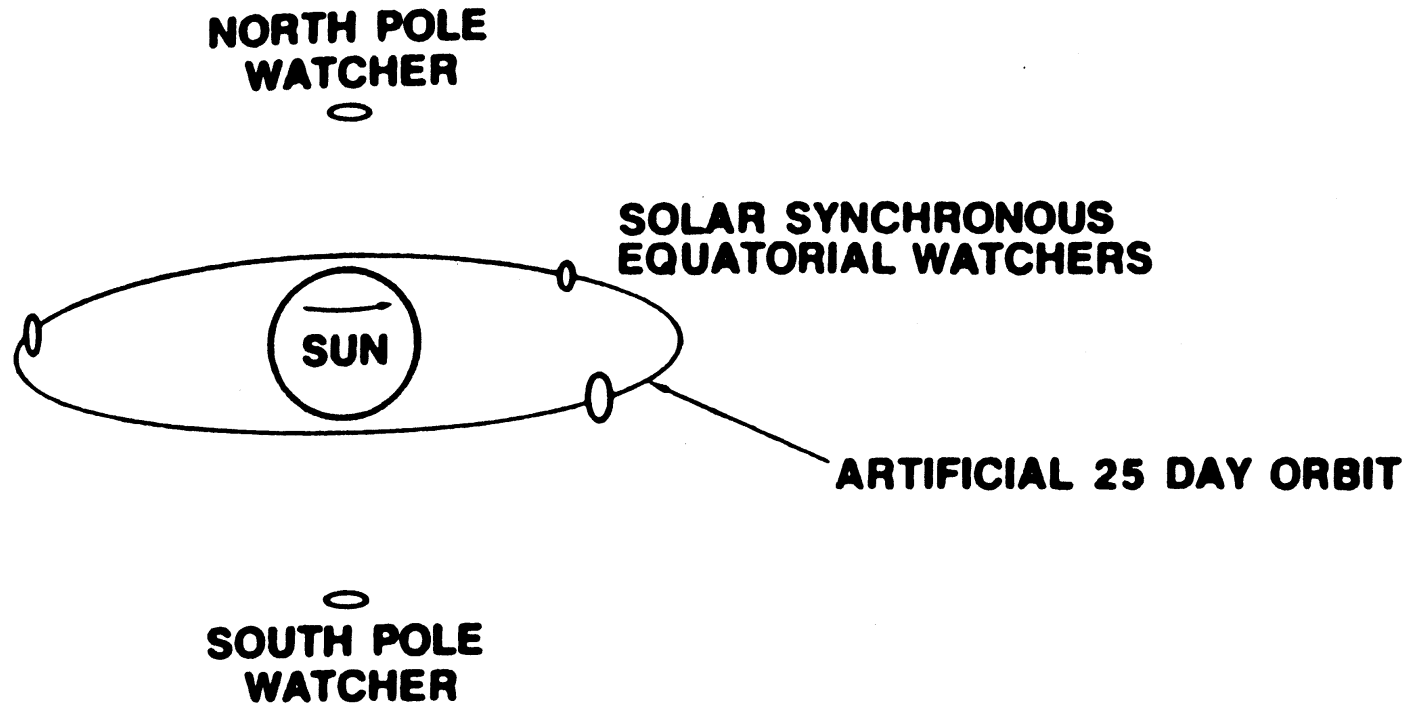 NORTH POLE
WATCHER
SOLAR SYNCHRONOUS
EQUATORIAL WATCHERS
SUN
ARTIFICIAL 25 DAY ORBIT
SOUTH POLE
WATCHER